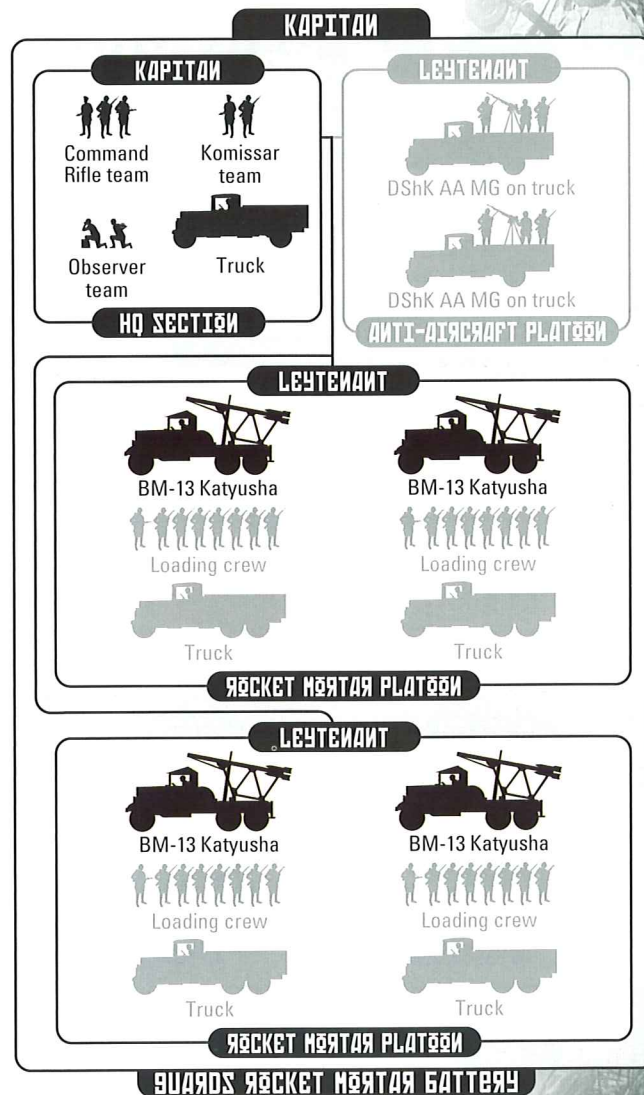 KAPITAN
KAPITAN
Command
Rifle team
Komissar
team
Observer
team
Truck
HQ SECTION
LEYTENANT
DShK AA MG on truck
DShK AA MG on truck
ANTI-AIRCRAFT PLATOON
LEYTENANT
BM-13 Katyusha
BM-13 Katyusha
Loading crew
Loading crew
Truck
Truck
ROCKET MORTAR PLATOON
LEYTENANT
BM-13 Katyusha
BM-13 Katyusha
Loading crew
Loading crew
Truck
Truck
ROCKET MORTAR PLATOON
GUARDS ROCKET MORTAR BATTERY